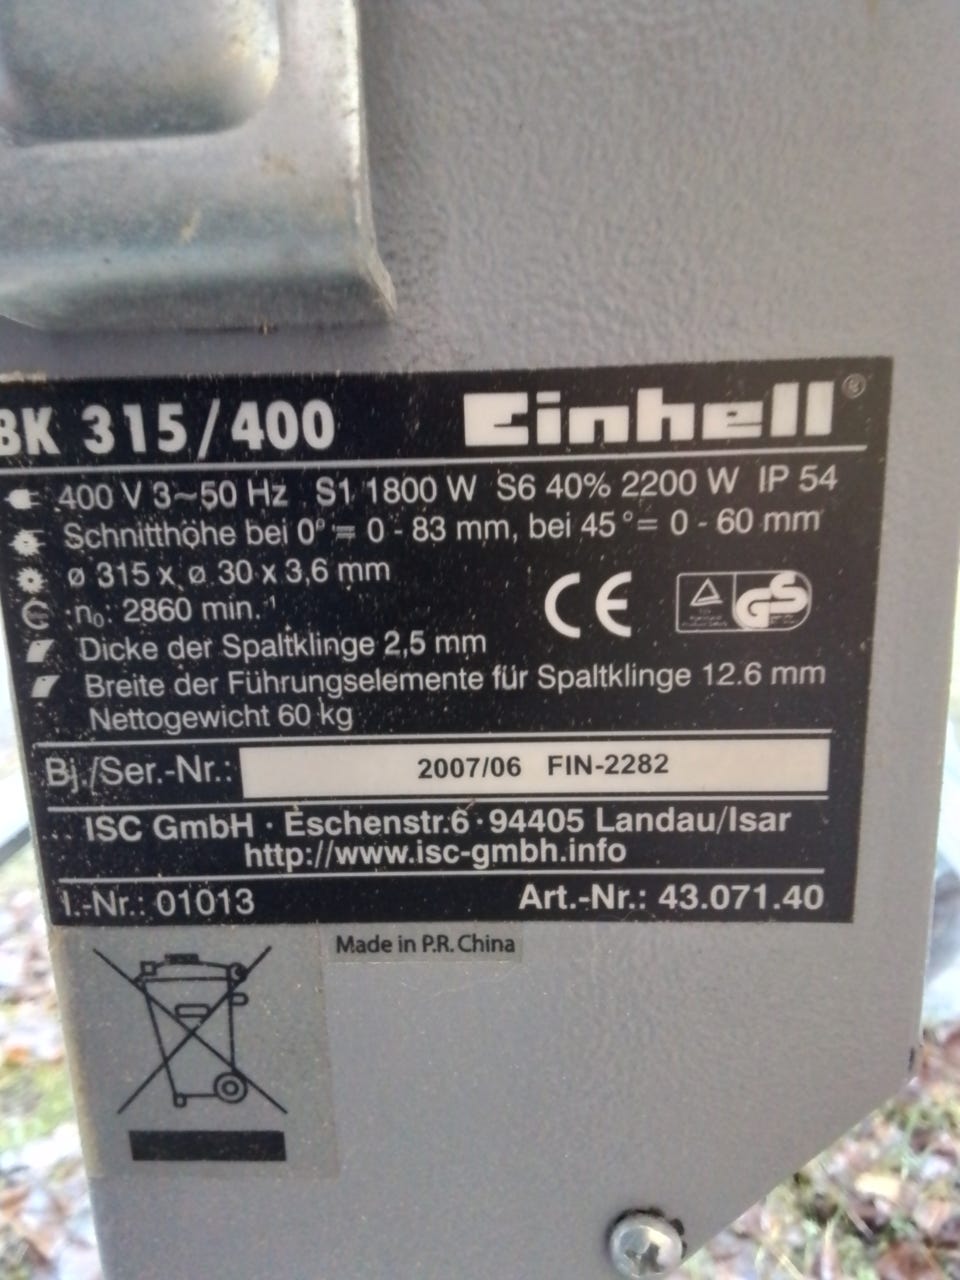 BK 315/400 Einhell®
400 V 3~50 Hz S1 1800 W S6 40% 2200 W IP 54
Schnitthöhe bei 0° = 0 - 83 mm, bei 45° = 0 - 60 mm
ø 315 x ø 30 x 3,6 mm
n₀: 2860 min.⁻¹
CE GS
Dicke der Spaltklinge 2,5 mm
Breite der Führungselemente für Spaltklinge 12.6 mm
Nettogewicht 60 kg
Bj./Ser.-Nr.: 2007/06 FIN-2282
ISC GmbH · Eschenstr.6 · 94405 Landau/Isar
http://www.isc-gmbh.info
I.-Nr.: 01013 Art.-Nr.: 43.071.40
Made in P.R. China